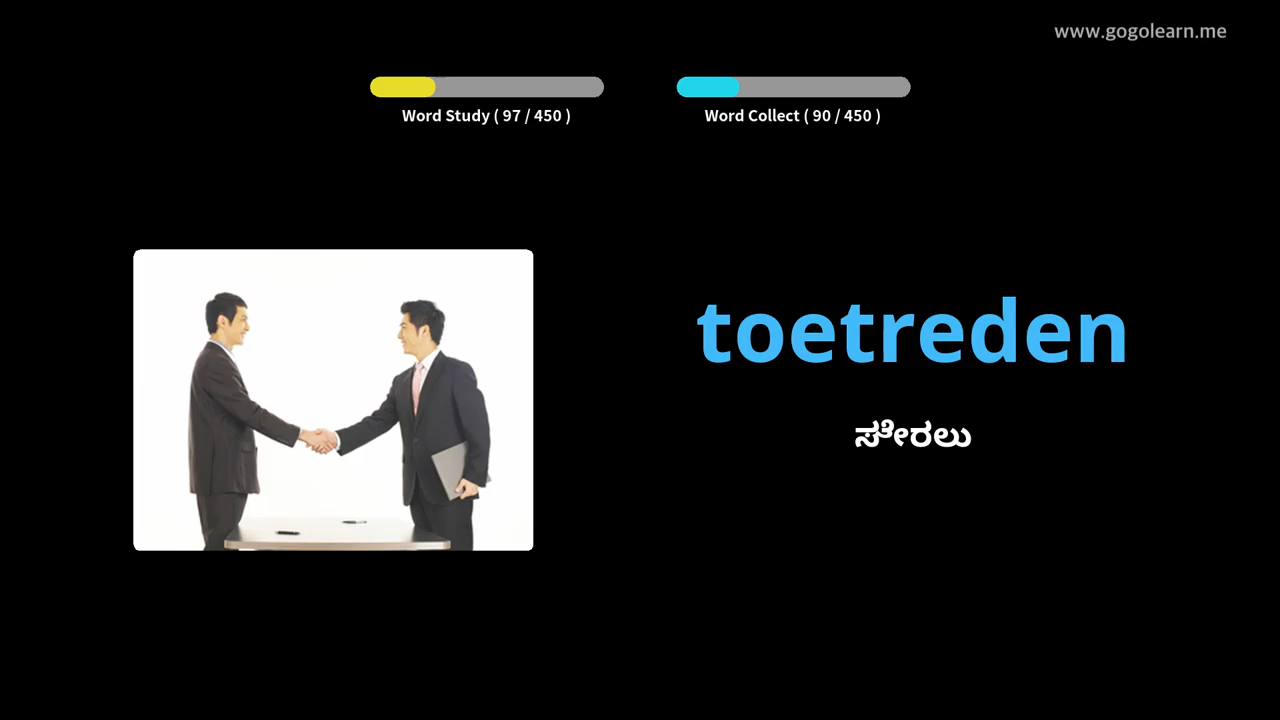 www.gogolearn.me
Word Study ( 97 / 450 )
Word Collect ( 90 / 450 )
toetreden
ಸೇರಲು